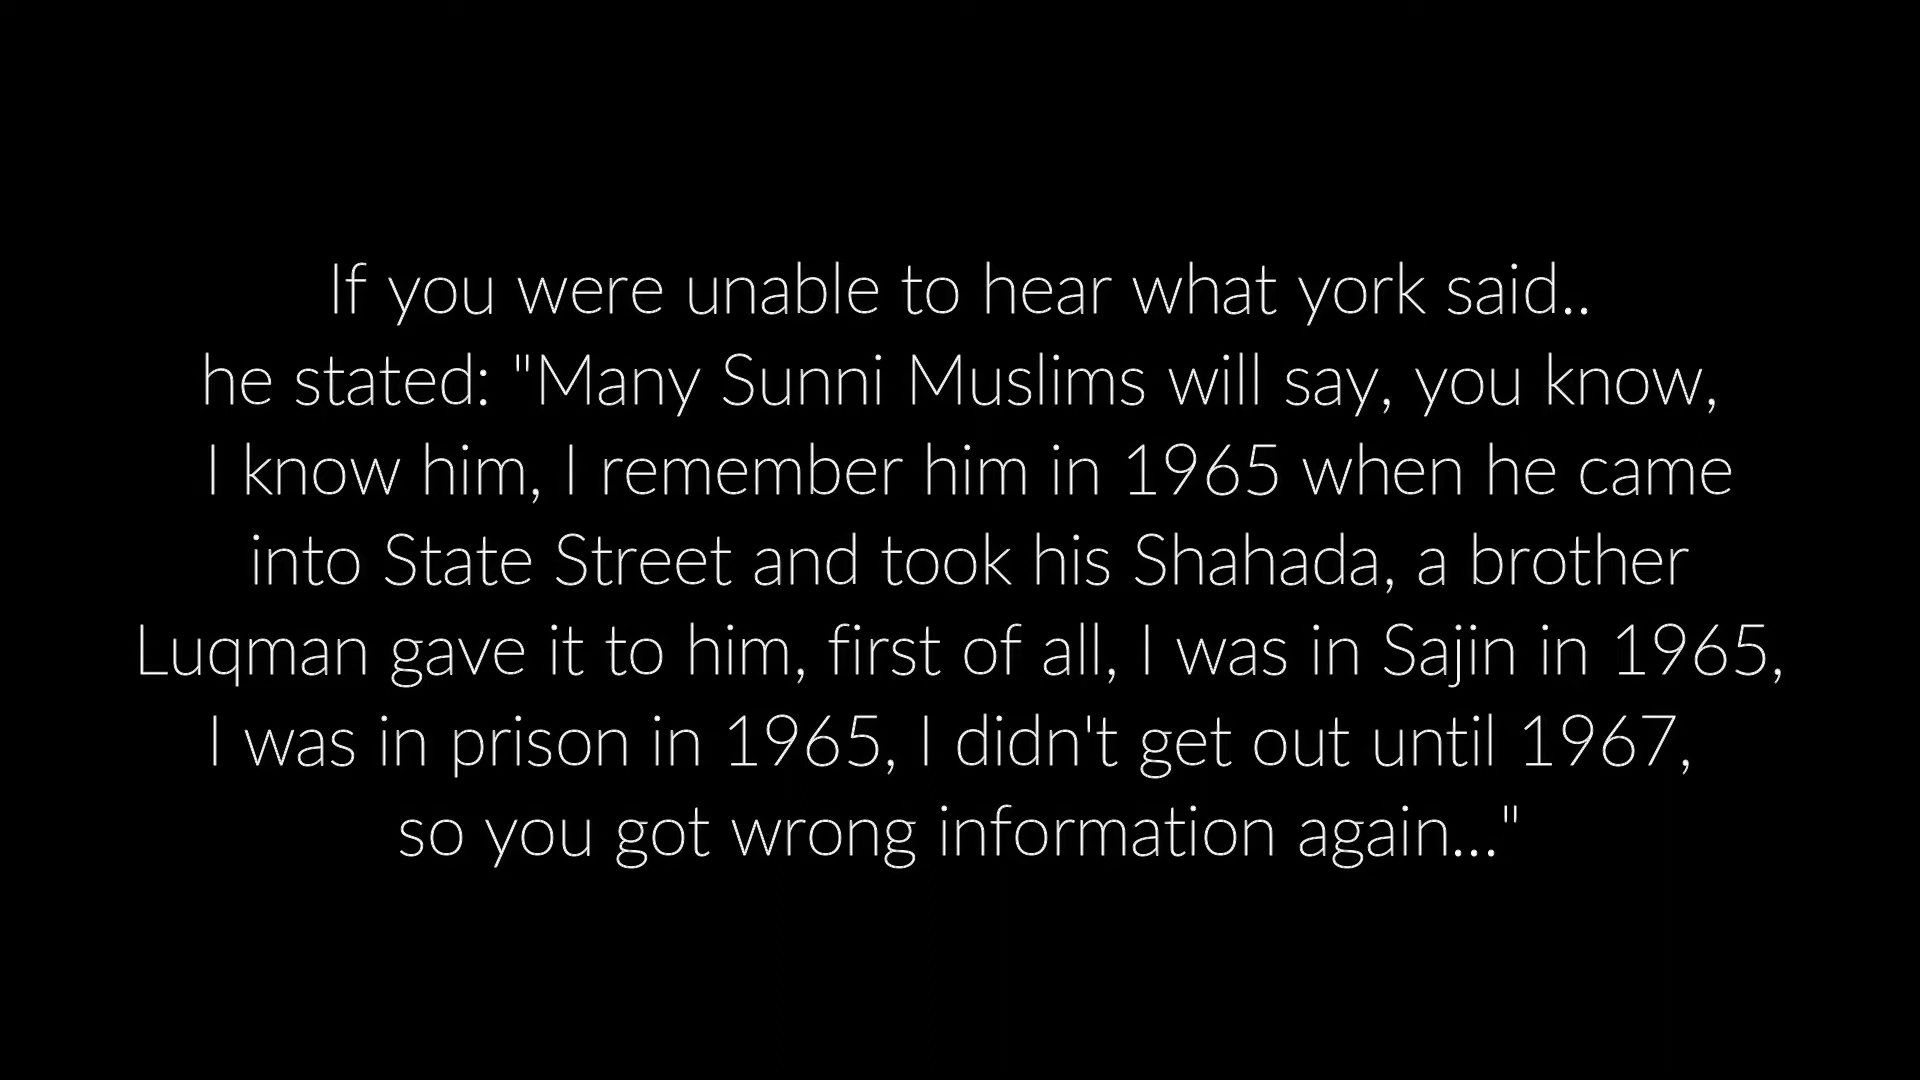 If you were unable to hear what york said..
he stated: "Many Sunni Muslims will say, you know,
I know him, I remember him in 1965 when he came
into State Street and took his Shahada, a brother
Luqman gave it to him, first of all, I was in Sajin in 1965,
I was in prison in 1965, I didn't get out until 1967,
so you got wrong information again..."